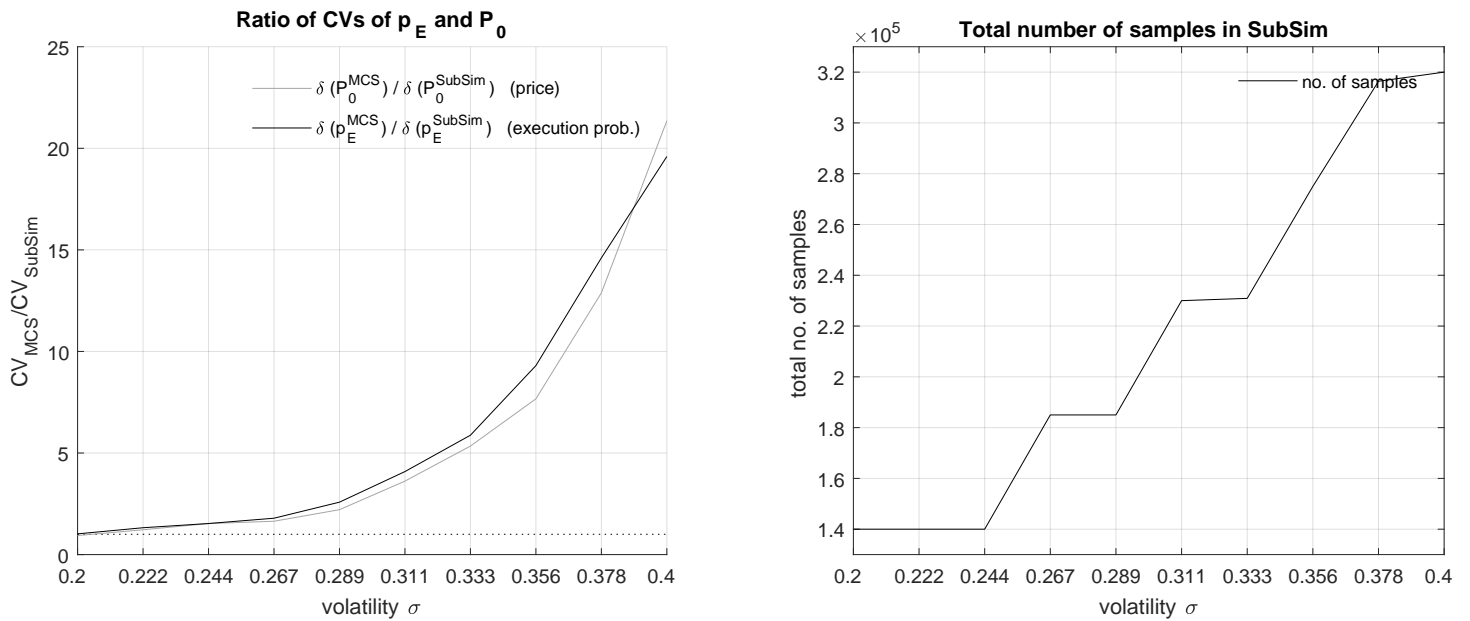 Ratio of CVs of p_E and P_0
25
20
15
10
5
0
δ (P_0^MCS) / δ (P_0^SubSim) (price)
δ (p_E^MCS) / δ (p_E^SubSim) (execution prob.)
CV_MCS/CV_SubSim
0.2 0.222 0.244 0.267 0.289 0.311 0.333 0.356 0.378 0.4
volatility σ
Total number of samples in SubSim
×10^5
3.2
3
2.8
2.6
2.4
2.2
2
1.8
1.6
1.4
no. of samples
total no. of samples
0.2 0.222 0.244 0.267 0.289 0.311 0.333 0.356 0.378 0.4
volatility σ